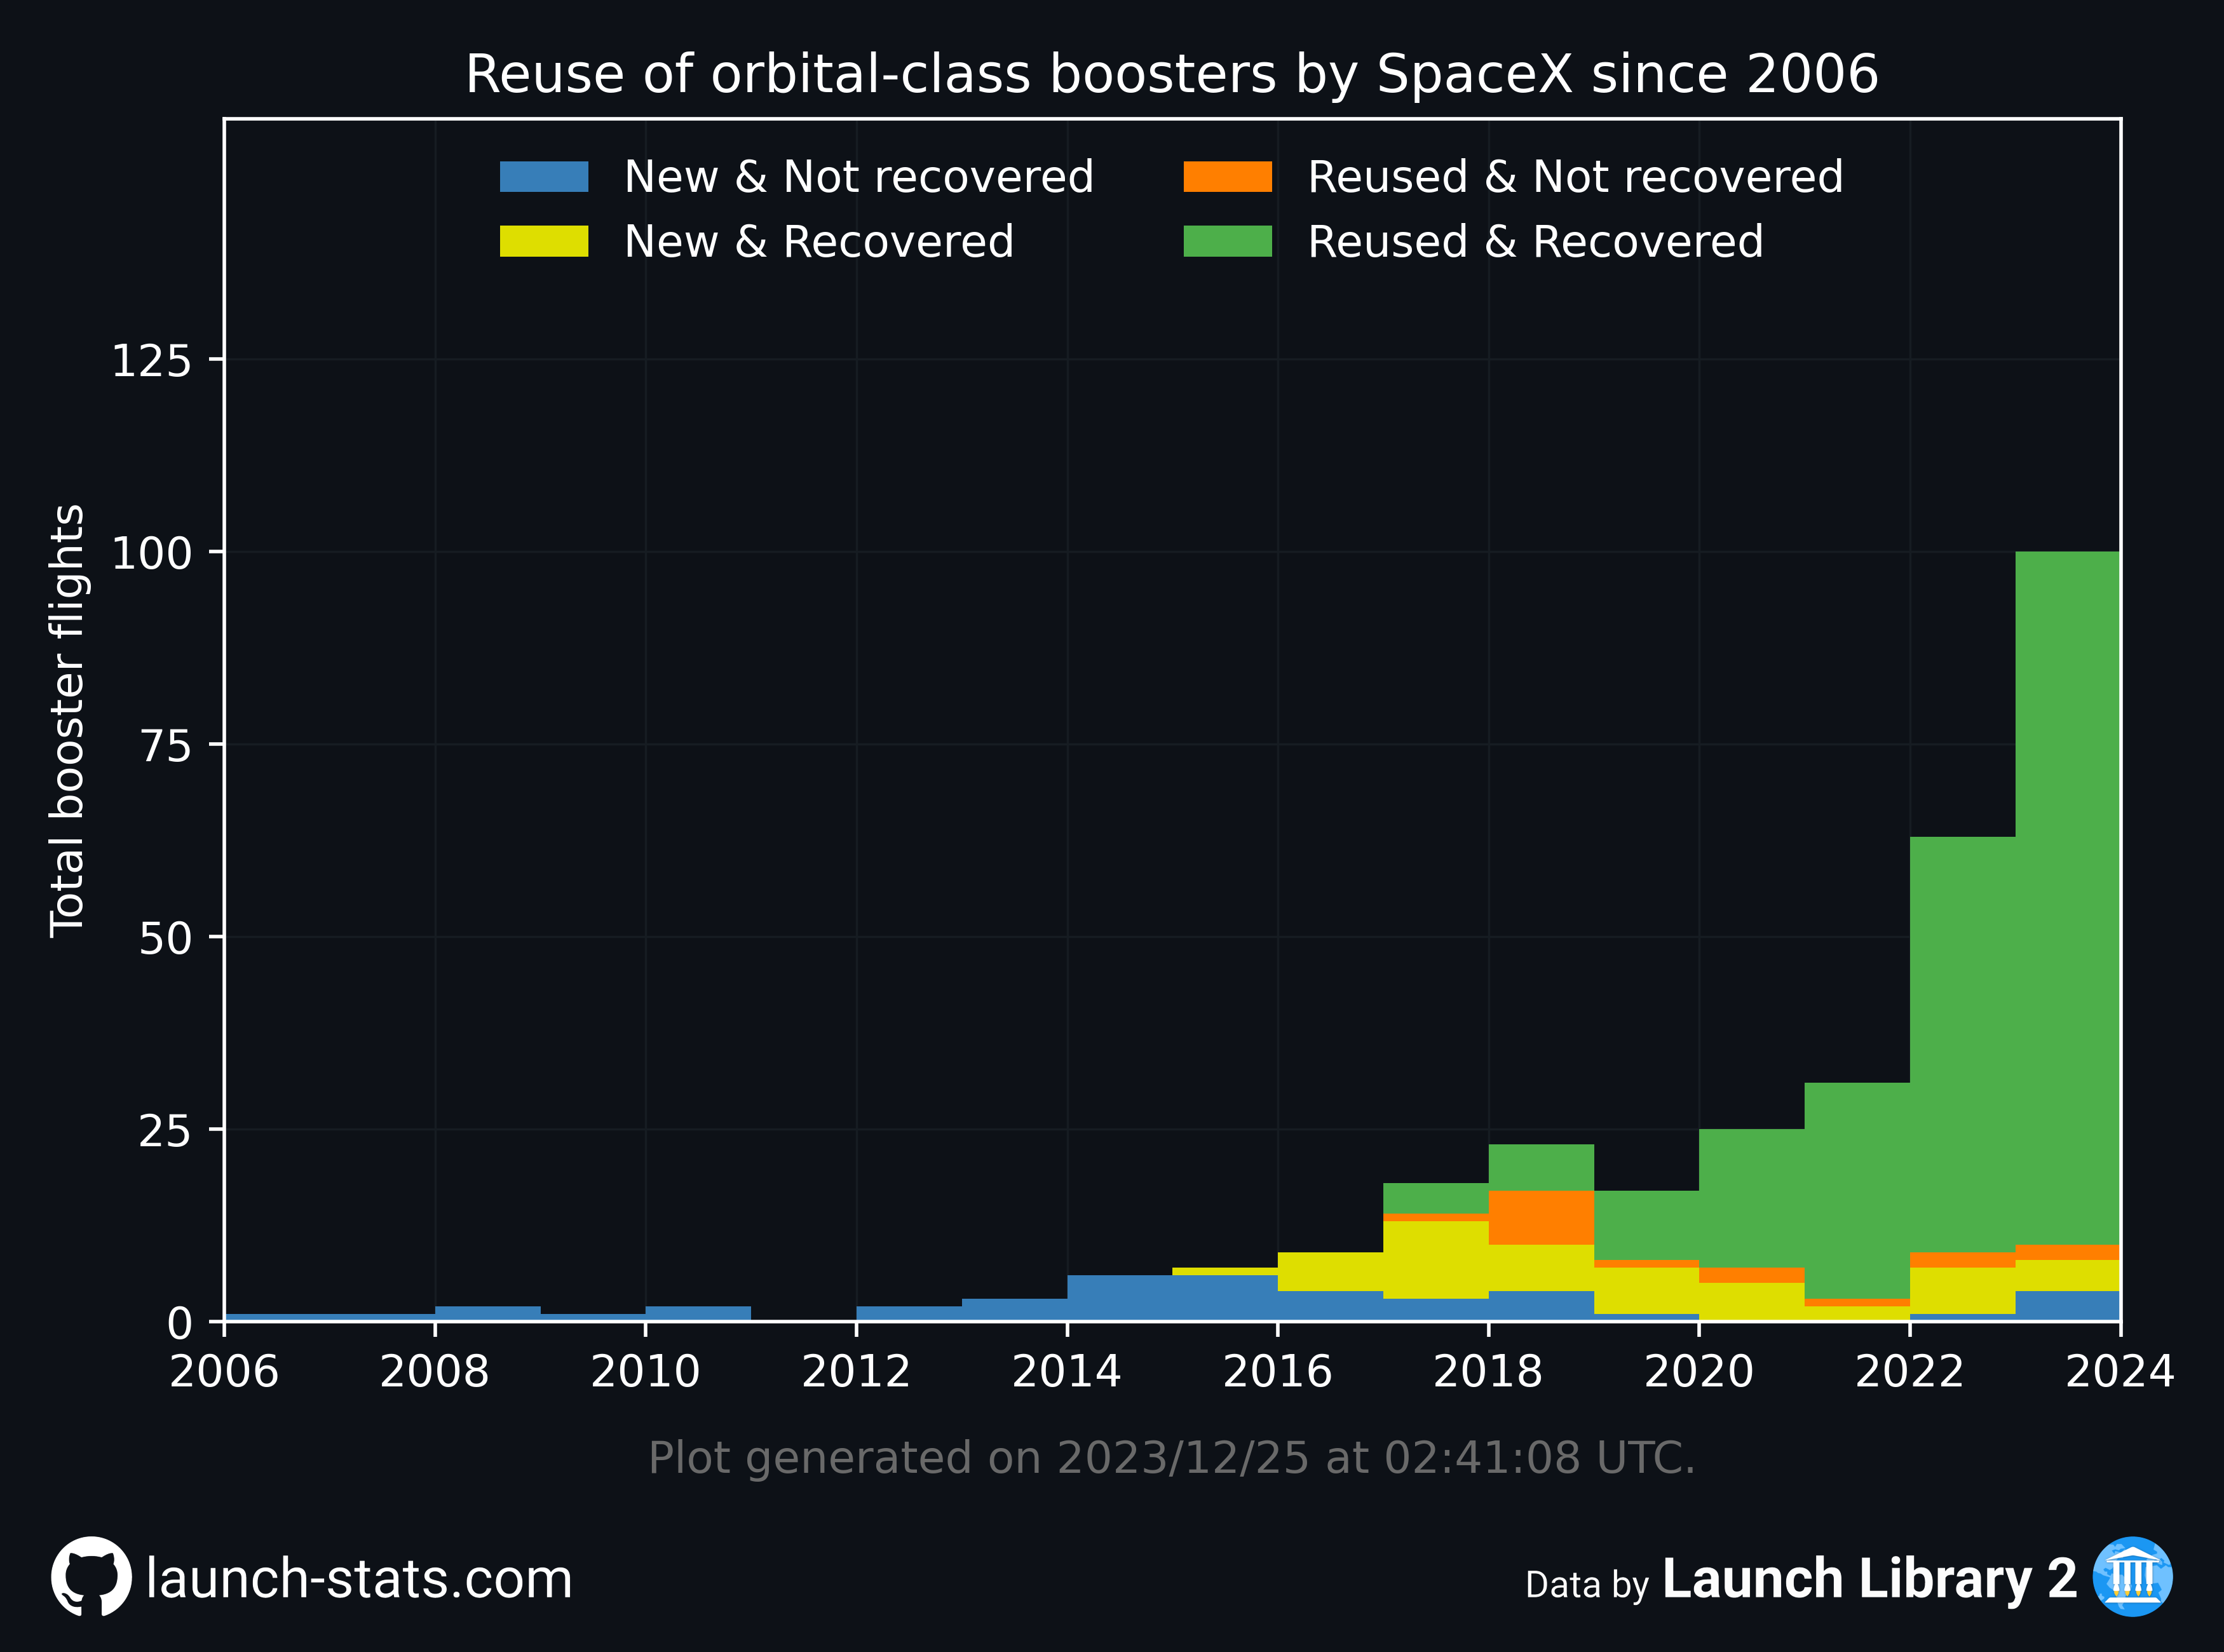 Reuse of orbital-class boosters by SpaceX since 2006
New & Not recovered
New & Recovered
Reused & Not recovered
Reused & Recovered
Total booster flights
125
100
75
50
25
0
2006 2008 2010 2012 2014 2016 2018 2020 2022 2024
Plot generated on 2023/12/25 at 02:41:08 UTC.
launch-stats.com
Data by Launch Library 2